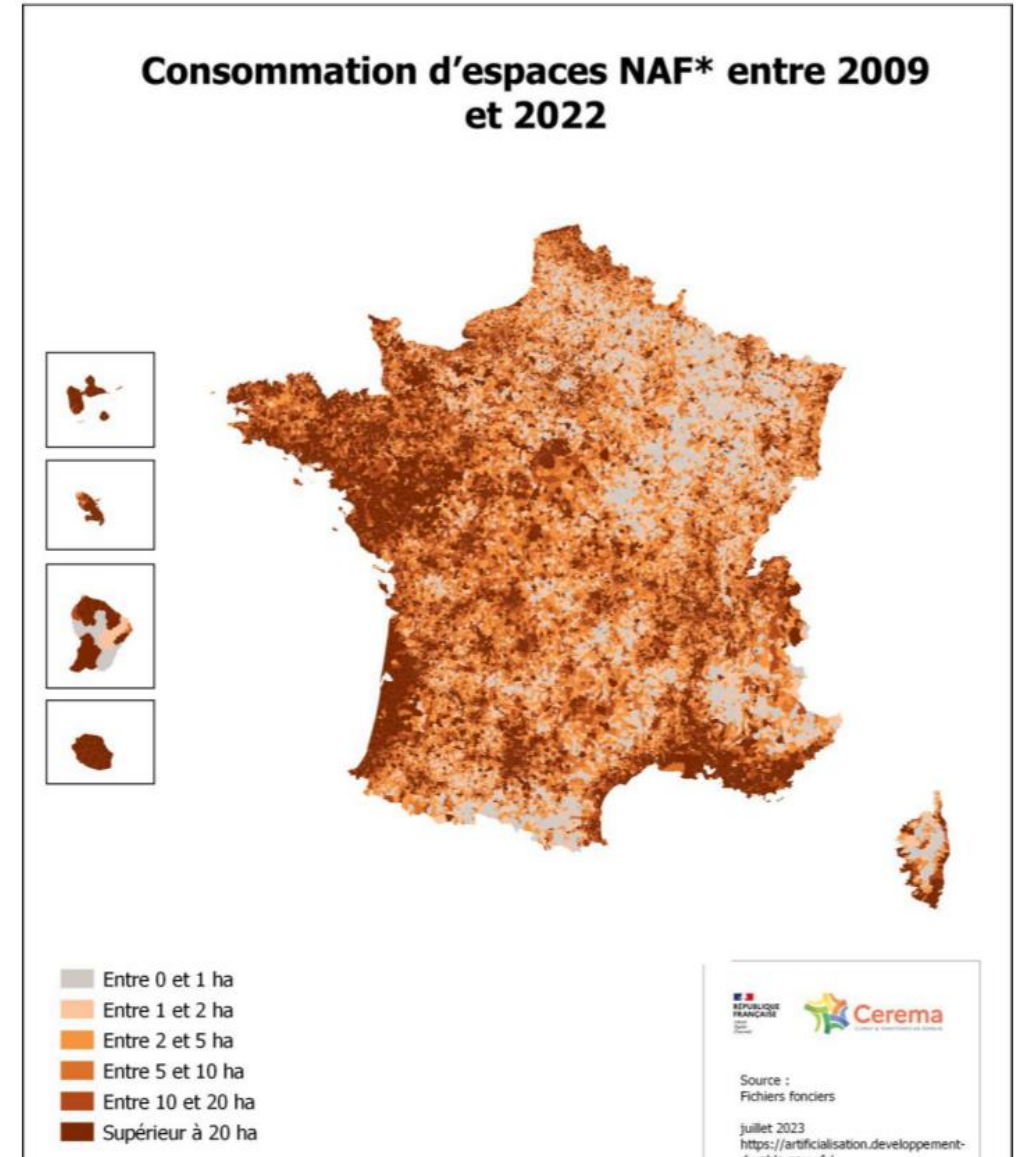 Consommation d'espaces NAF* entre 2009
et 2022
Entre 0 et 1 ha
Entre 1 et 2 ha
Entre 2 et 5 ha
Entre 5 et 10 ha
Entre 10 et 20 ha
Supérieur à 20 ha
RÉPUBLIQUE
FRANÇAISE
Cerema
Source :
Fichiers fonciers
juillet 2023
https://artificialisation.developpement-